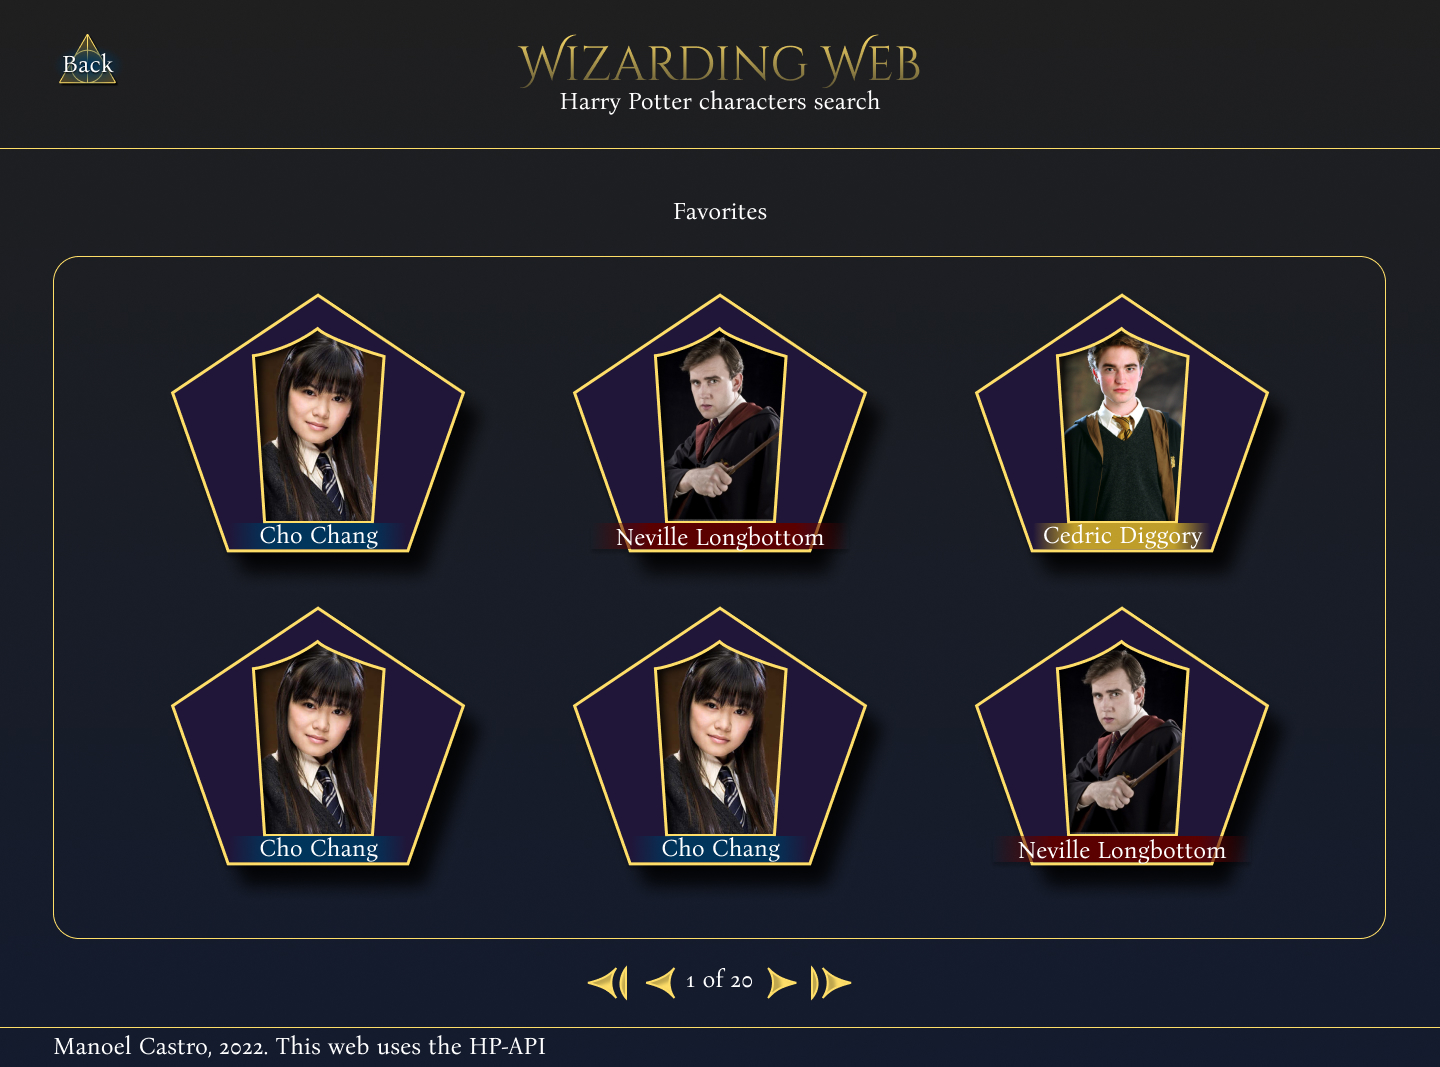 Back
Wizarding Web
Harry Potter characters search
Favorites
Cho Chang
Neville Longbottom
Cedric Diggory
Cho Chang
Cho Chang
Neville Longbottom
1 of 20
Manoel Castro, 2022. This web uses the HP-API